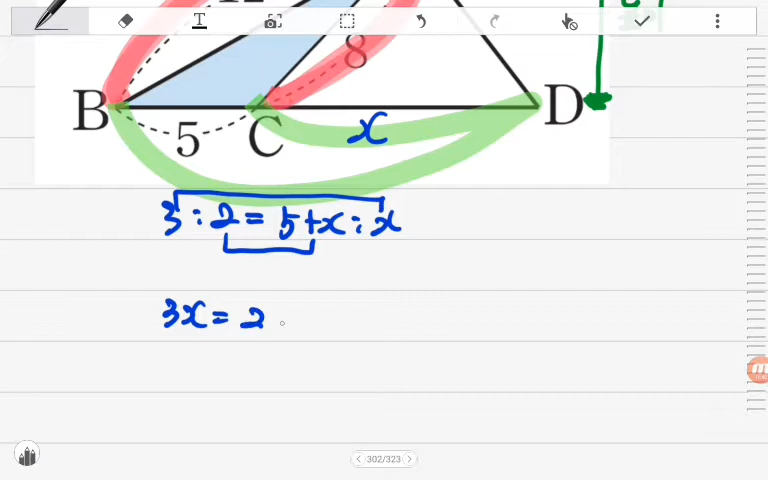 T
8
B
D
5
C
x
3 : 2 = 5+x : x
3x = 2
302/323